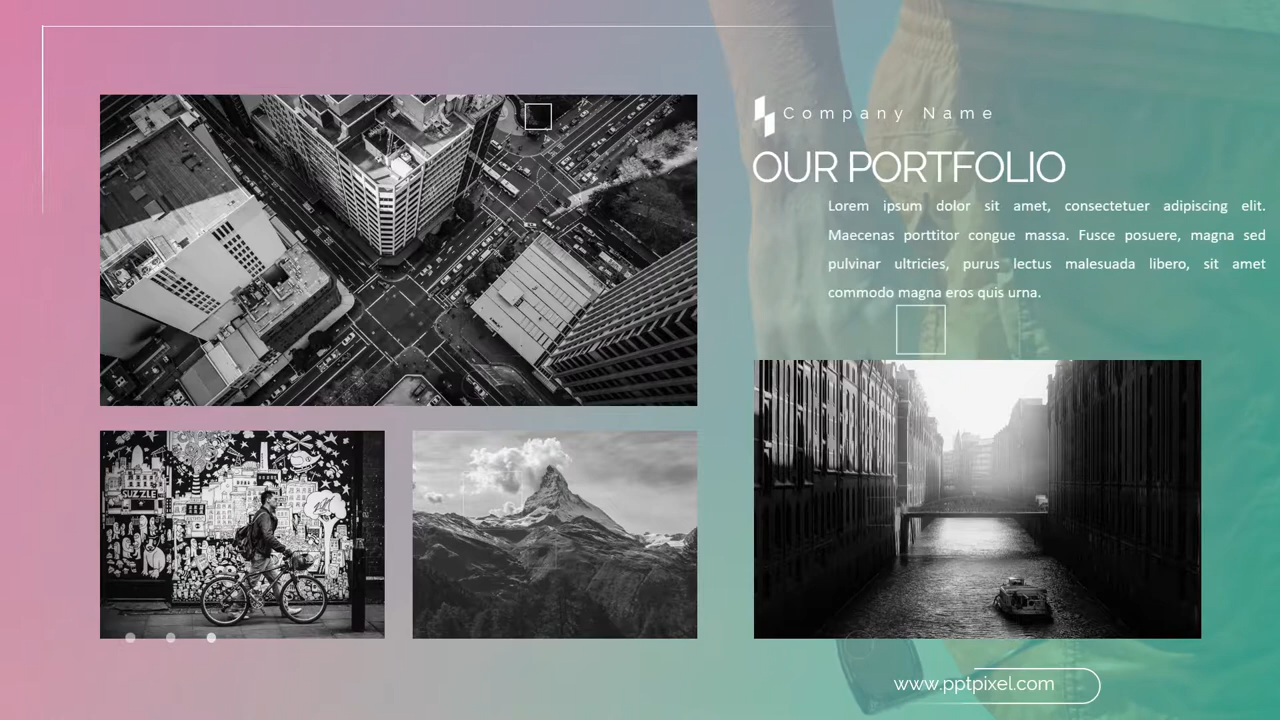 Company Name
OUR PORTFOLIO
Lorem ipsum dolor sit amet, consectetuer adipiscing elit.
Maecenas porttitor congue massa. Fusce posuere, magna sed
pulvinar ultricies, purus lectus malesuada libero, sit amet
commodo magna eros quis urna.
SUZZLE
www.pptpixel.com